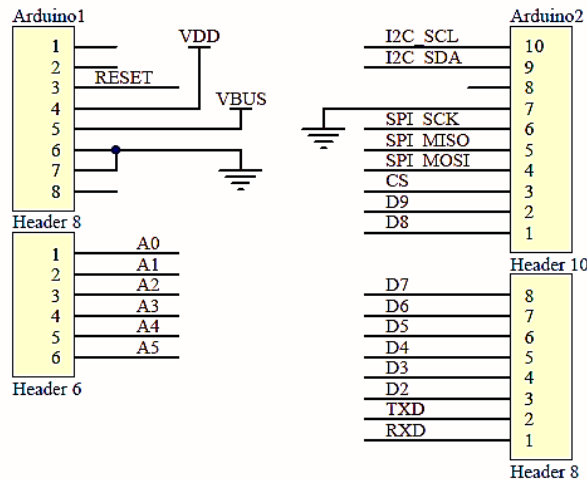 Arduino1
1
2
3
4
5
6
7
8
RESET
VDD
VBUS
Header 8
1
2
3
4
5
6
A0
A1
A2
A3
A4
A5
Header 6
Arduino2
I2C_SCL 10
I2C_SDA 9
8
7
SPI_SCK 6
SPI_MISO 5
SPI_MOSI 4
CS 3
D9 2
D8 1
Header 10
D7 8
D6 7
D5 6
D4 5
D3 4
D2 3
TXD 2
RXD 1
Header 8